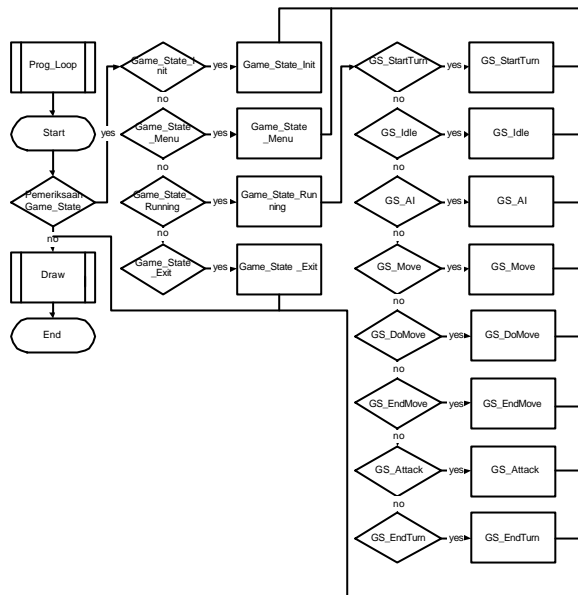 Prog_Loop
Start
Pemeriksaan
Game_State
yes
no
Draw
End
Game_State_I
nit
yes
Game_State_Init
no
Game_State
_Menu
yes
Game_State
_Menu
no
Game_State_
Running
yes
Game_State_Ru
nning
no
Game_State
_Exit
yes
Game_State _Exit
GS_StartTurn
yes
GS_StartTurn
no
GS_Idle
yes
GS_Idle
no
GS_AI
yes
GS_AI
no
GS_Move
yes
GS_Move
no
GS_DoMove
yes
GS_DoMove
no
GS_EndMove
yes
GS_EndMove
no
GS_Attack
yes
GS_Attack
no
GS_EndTurn
yes
GS_EndTurn